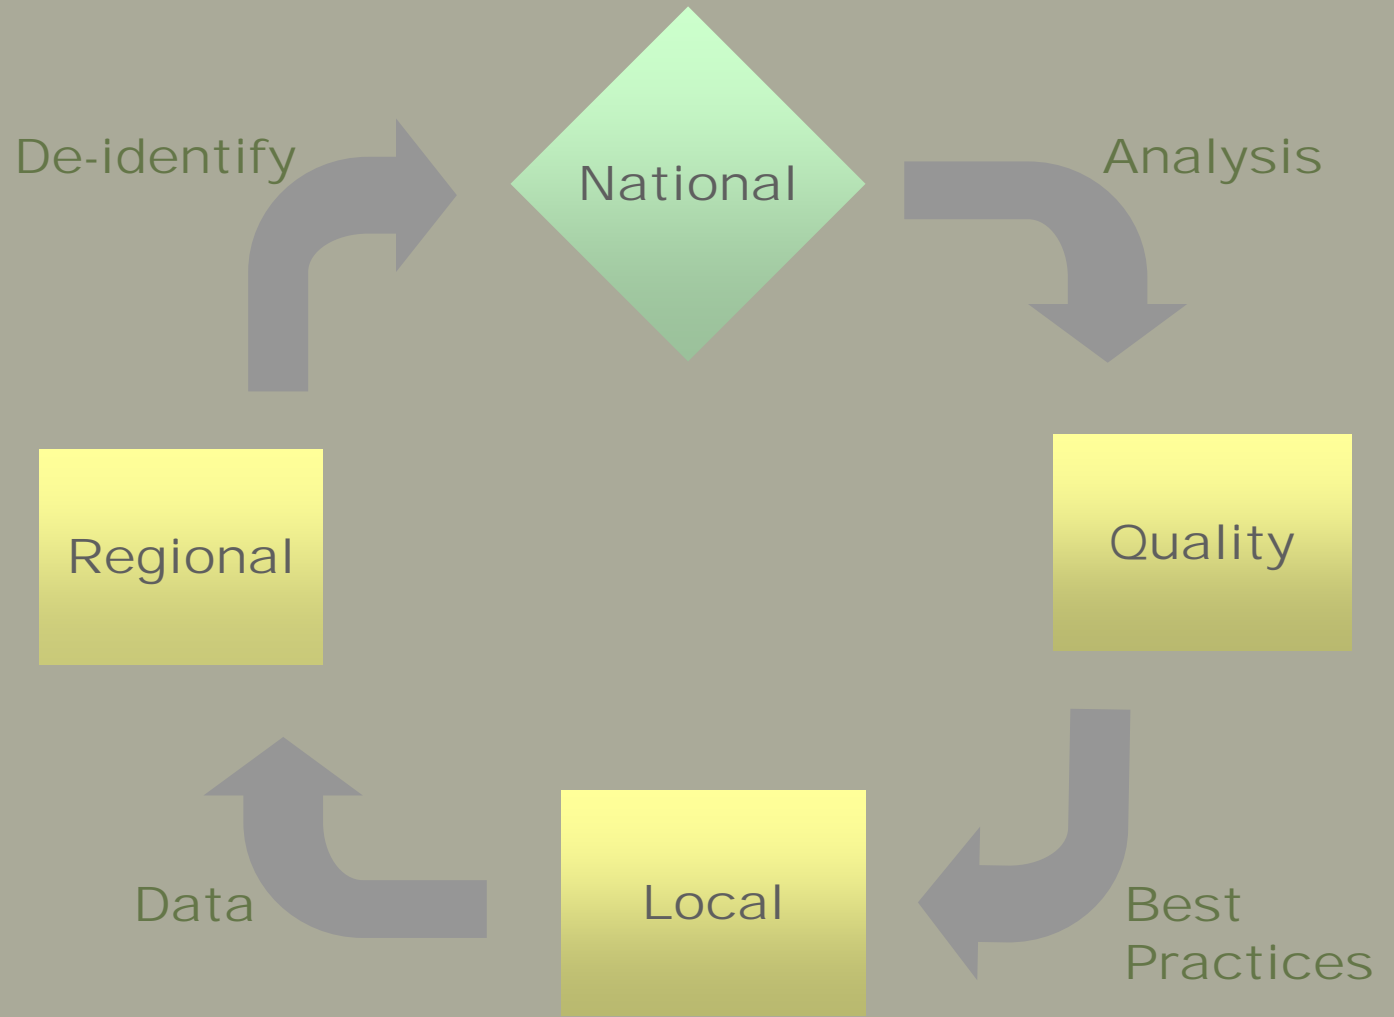 De-identify
National
Analysis
Regional
Quality
Data
Local
Best
Practices